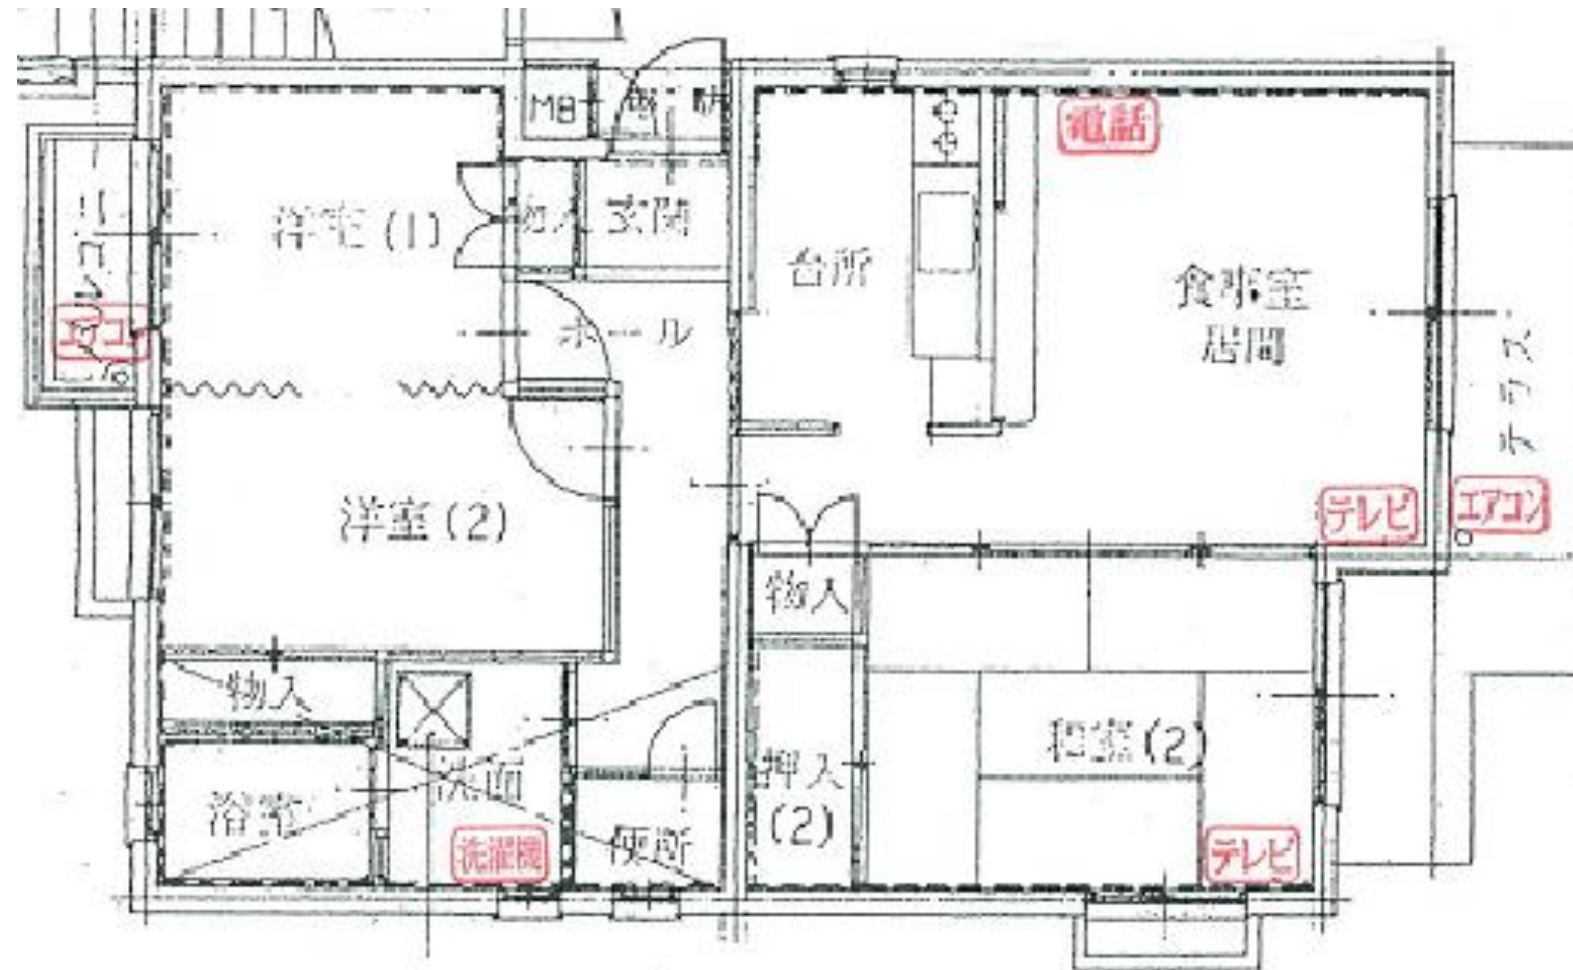 MB
電話
洋室(1)
物入
玄関
台所
食事室
居間
バルコニー
エアコン
ホール
テラス
洋室(2)
テレビ
エアコン
物入
物入
和室(2)
押入
(2)
浴室
洗面
洗濯機
便所
テレビ